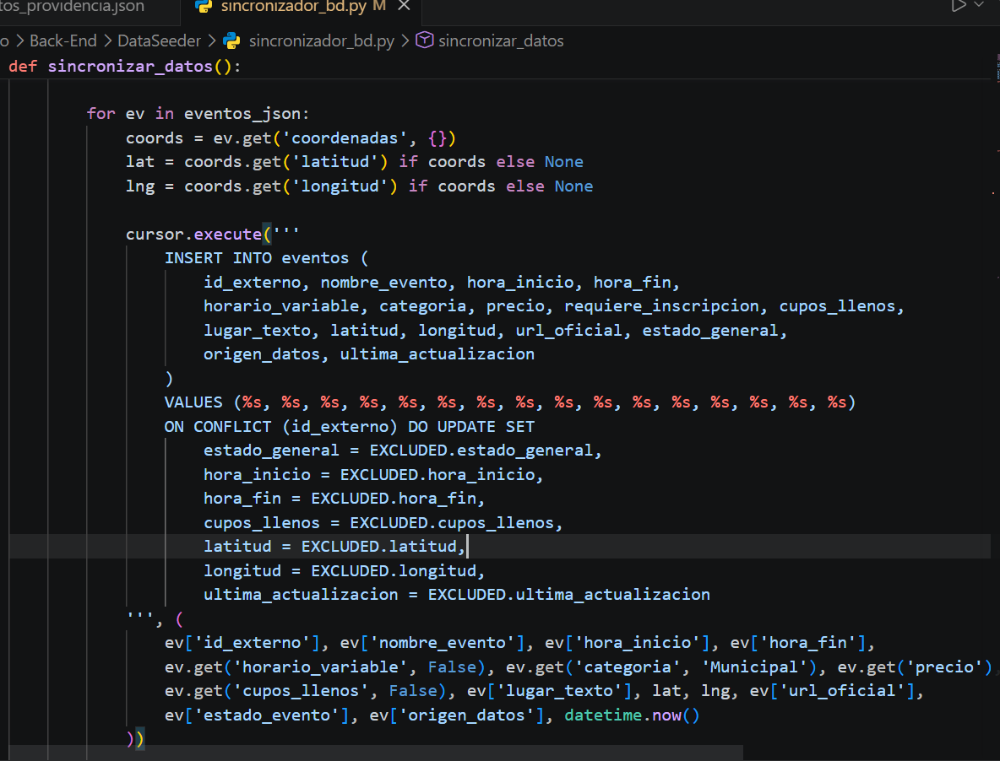 tos_providencia.json sincronizador_bd.py M
o > Back-End > DataSeeder > sincronizador_bd.py > sincronizar_datos
def sincronizar_datos():
for ev in eventos_json:
coords = ev.get('coordenadas', {})
lat = coords.get('latitud') if coords else None
lng = coords.get('longitud') if coords else None
cursor.execute('''
INSERT INTO eventos (
id_externo, nombre_evento, hora_inicio, hora_fin,
horario_variable, categoria, precio, requiere_inscripcion, cupos_llenos,
lugar_texto, latitud, longitud, url_oficial, estado_general,
origen_datos, ultima_actualizacion
)
VALUES (%s, %s, %s, %s, %s, %s, %s, %s, %s, %s, %s, %s, %s, %s, %s, %s)
ON CONFLICT (id_externo) DO UPDATE SET
estado_general = EXCLUDED.estado_general,
hora_inicio = EXCLUDED.hora_inicio,
hora_fin = EXCLUDED.hora_fin,
cupos_llenos = EXCLUDED.cupos_llenos,
latitud = EXCLUDED.latitud,
longitud = EXCLUDED.longitud,
ultima_actualizacion = EXCLUDED.ultima_actualizacion
''', (
ev['id_externo'], ev['nombre_evento'], ev['hora_inicio'], ev['hora_fin'],
ev.get('horario_variable', False), ev.get('categoria', 'Municipal'), ev.get('precio'),
ev.get('cupos_llenos', False), ev['lugar_texto'], lat, lng, ev['url_oficial'],
ev['estado_evento'], ev['origen_datos'], datetime.now()
))